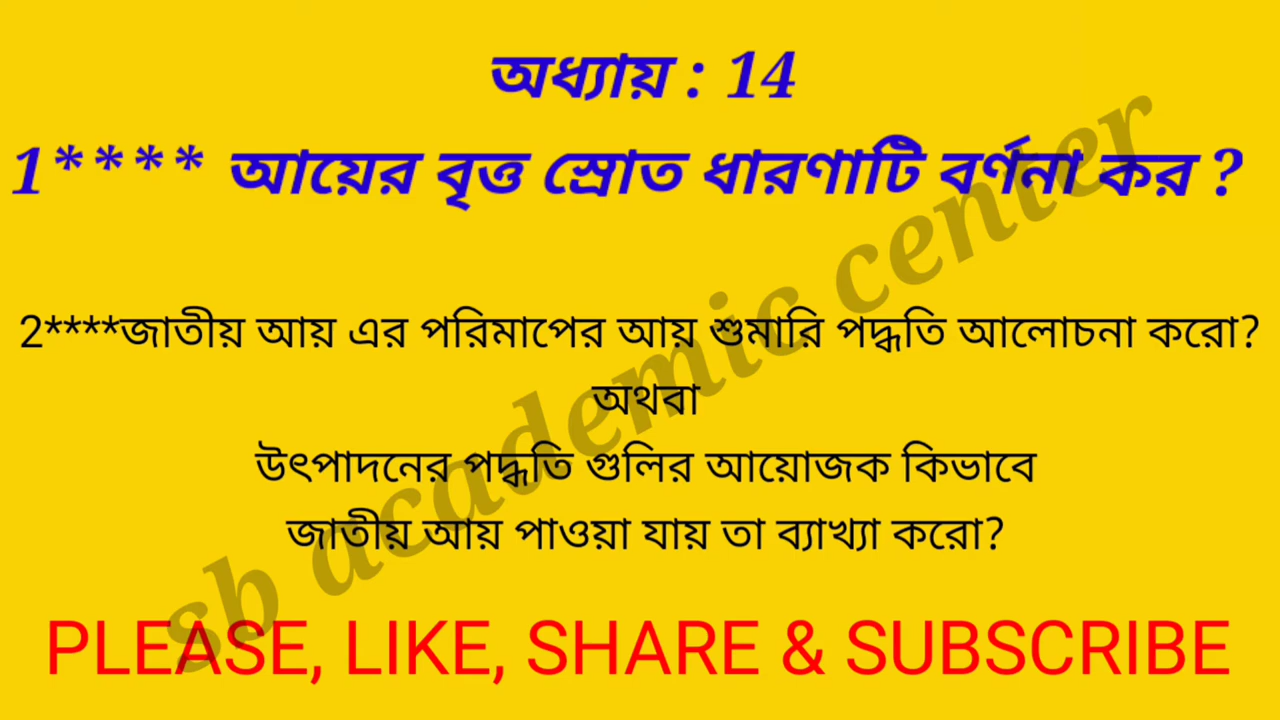 অধ্যায় : 14
1**** আয়ের বৃত্ত স্রোত ধারণাটি বর্ণনা কর ?
2****জাতীয় আয় এর পরিমাপের আয় শুমারি পদ্ধতি আলোচনা করো?
অথবা
উৎপাদনের পদ্ধতি গুলির আয়োজক কিভাবে
জাতীয় আয় পাওয়া যায় তা ব্যাখ্যা করো?
PLEASE, LIKE, SHARE & SUBSCRIBE
sb academic center